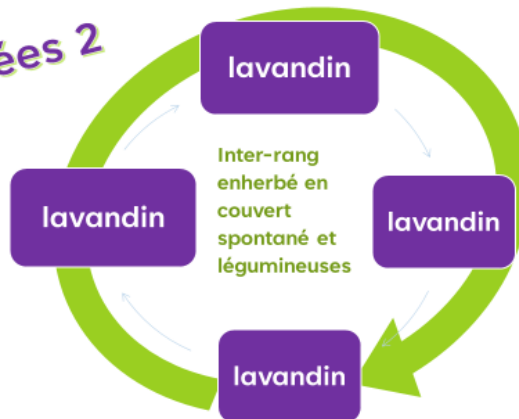 ées 2
lavandin
Inter-rang
enherbé en
couvert
spontané et
légumineuses
lavandin
lavandin
lavandin